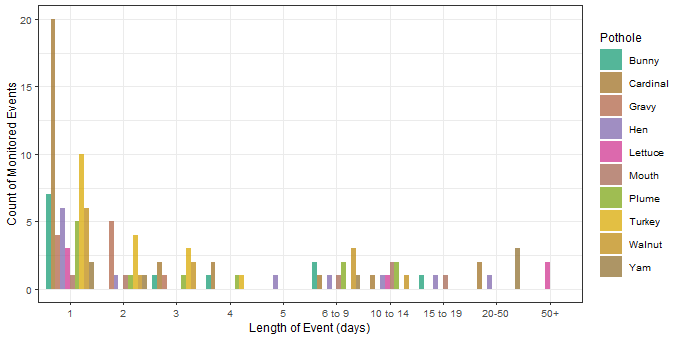 Count of Monitored Events
20
15
10
5
0
1 2 3 4 5 6 to 9 10 to 14 15 to 19 20-50 50+
Length of Event (days)
Pothole
Bunny
Cardinal
Gravy
Hen
Lettuce
Mouth
Plume
Turkey
Walnut
Yam